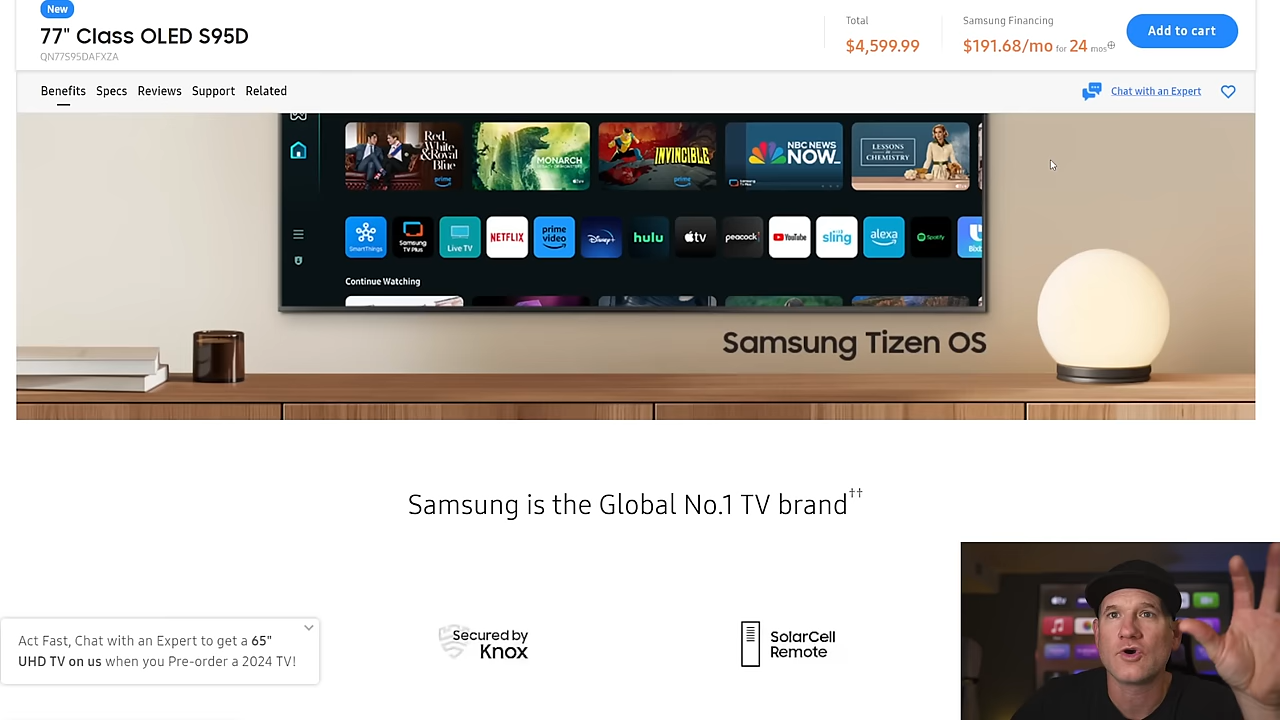 New
77" Class OLED S95D
QN77S95DAFXZA
Total
$4,599.99
Samsung Financing
$191.68/mo for 24 mos⊕
Add to cart
Benefits
Specs
Reviews
Support
Related
Chat with an Expert
Red, White & Royal Blue
prime
MONARCH
INVINCIBLE
prime
NBC NEWS NOW
LESSONS in CHEMISTRY
SmartThings
Samsung TV Plus
Live TV
NETFLIX
prime video
Disney+
hulu
tv
peacock
YouTube
sling
alexa
Spotify
Bixb
Continue Watching
Samsung Tizen OS
Samsung is the Global No.1 TV brand††
Secured by
Knox
SolarCell
Remote
Act Fast, Chat with an Expert to get a 65"
UHD TV on us when you Pre-order a 2024 TV!